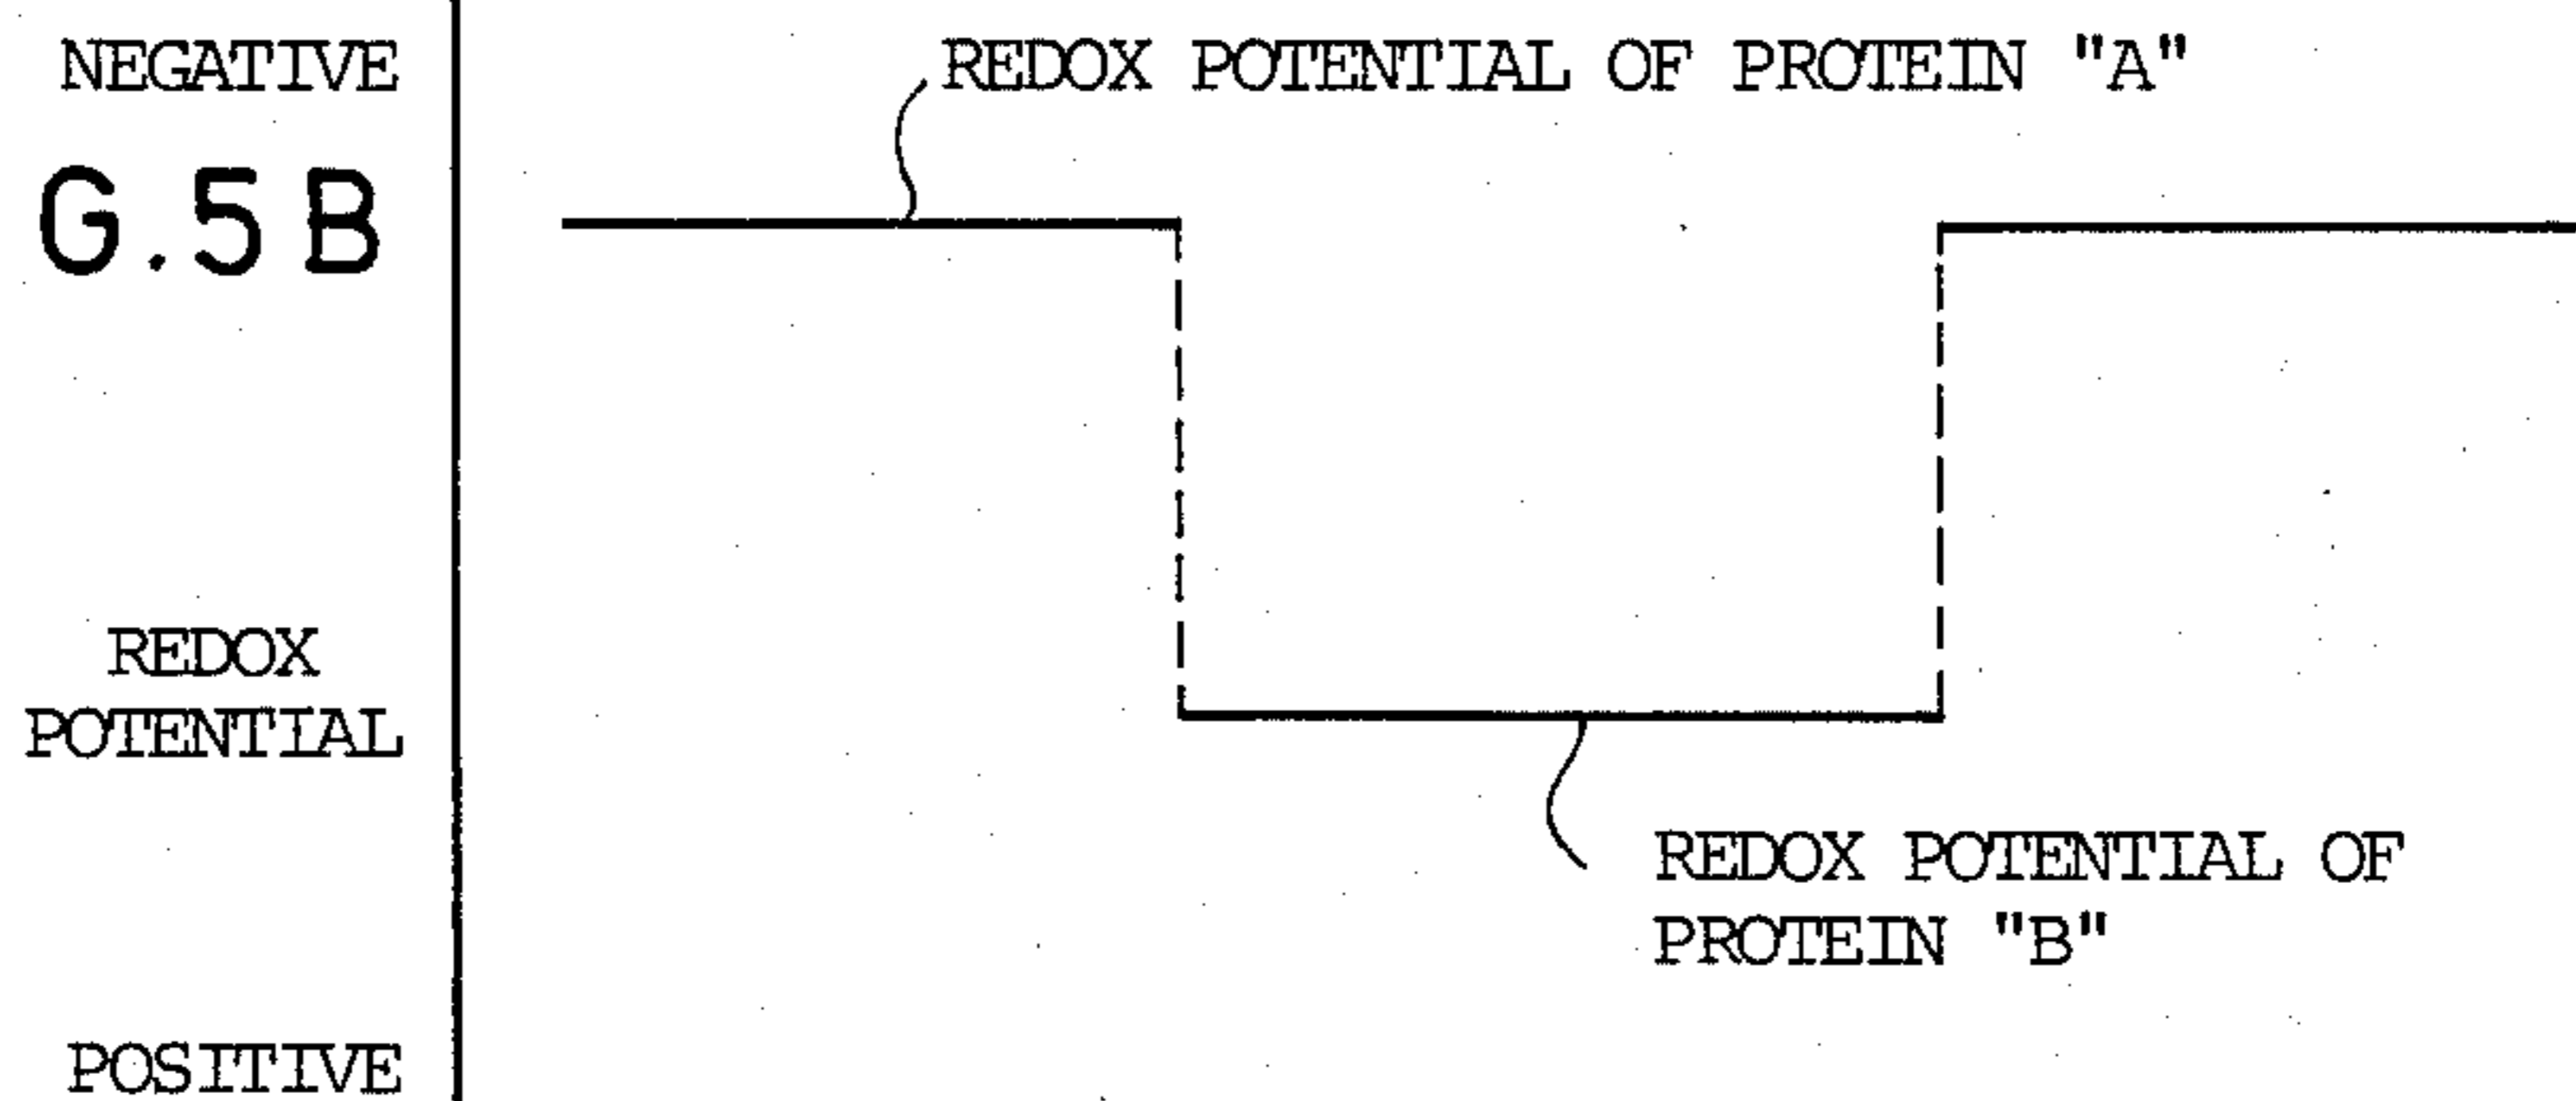 NEGATIVE
REDOX POTENTIAL OF PROTEIN "A"
G.5B
REDOX
POTENTIAL
REDOX POTENTIAL OF
PROTEIN "B"
POSITIVE